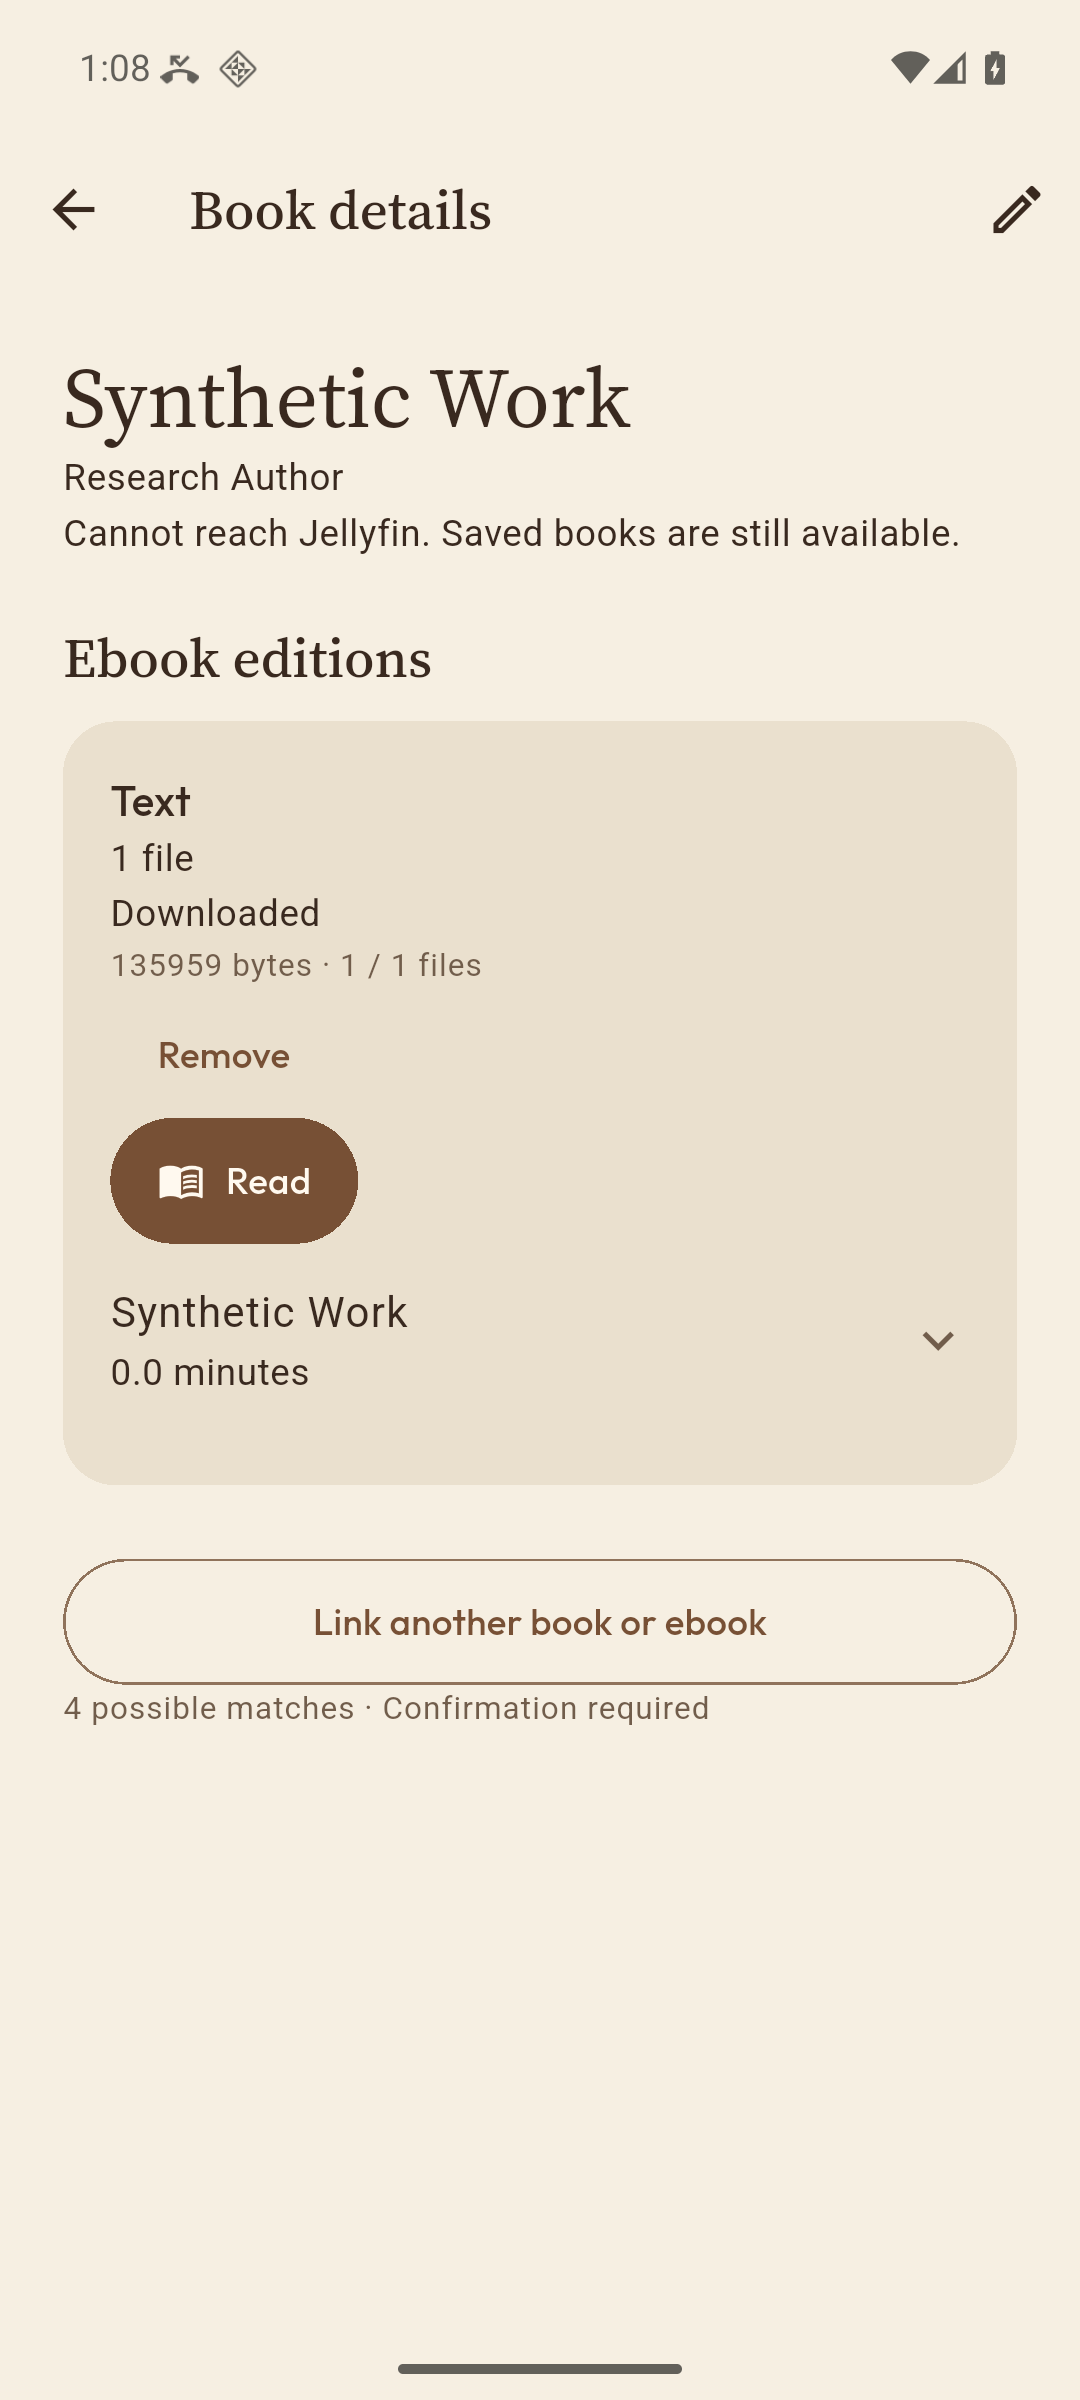 1:08
Book details
Synthetic Work
Research Author
Cannot reach Jellyfin. Saved books are still available.
Ebook editions
Text
1 file
Downloaded
135959 bytes · 1 / 1 files
Remove
Read
Synthetic Work
0.0 minutes
Link another book or ebook
4 possible matches · Confirmation required